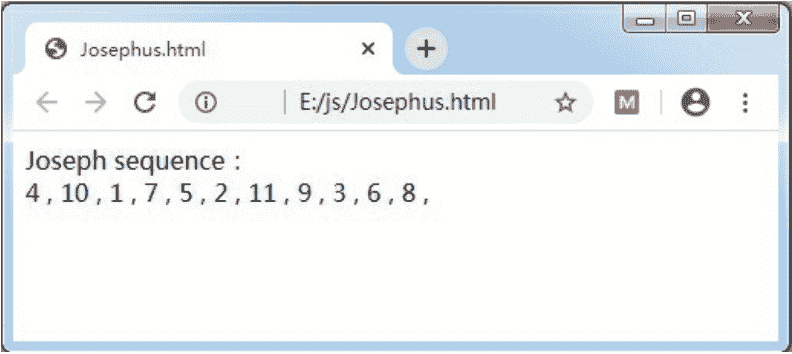 Josephus.html
E:/js/Josephus.html
M
Joseph sequence :
4 , 10 , 1 , 7 , 5 , 2 , 11 , 9 , 3 , 6 , 8 ,